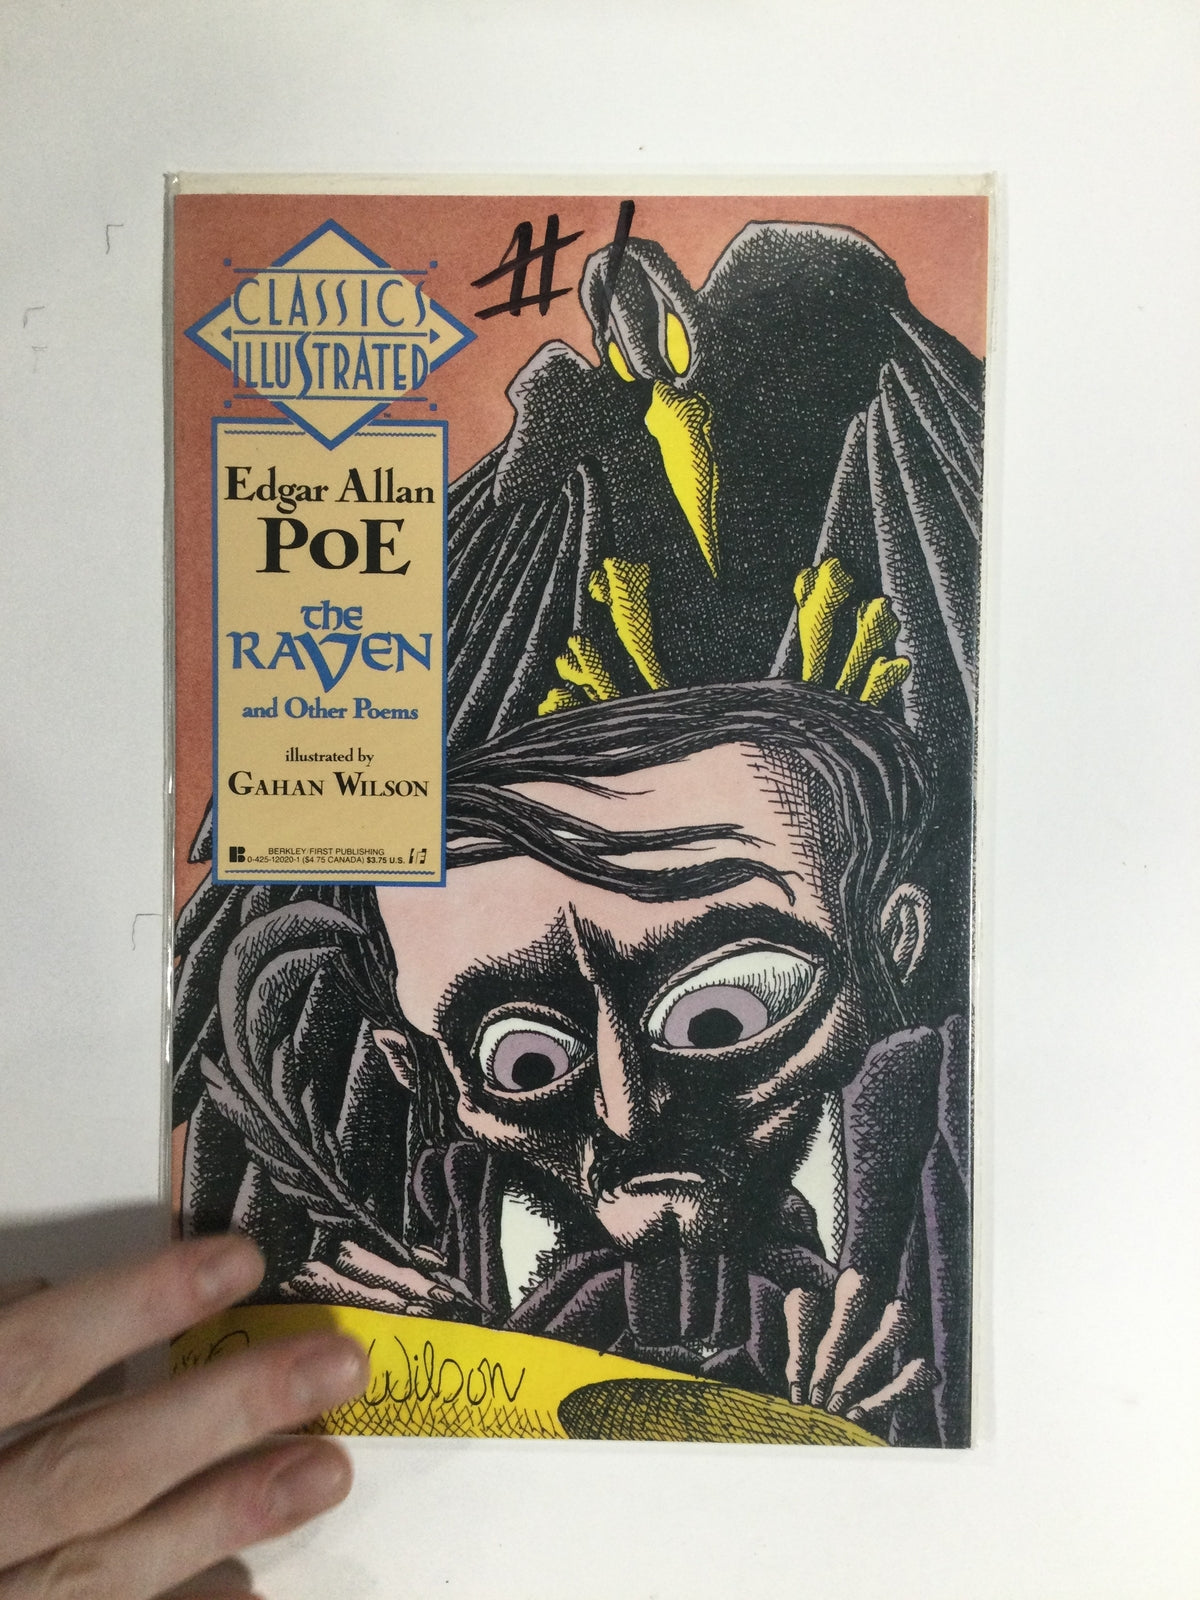 #1
CLASSICS
ILLUSTRATED
™
Edgar Allan
POE
the
RAVEN
and Other Poems
illustrated by
GAHAN WILSON
BERKLEY/FIRST PUBLISHING
0-425-12020-1 ($4.75 CANADA) $3.75 U.S.
Wilson